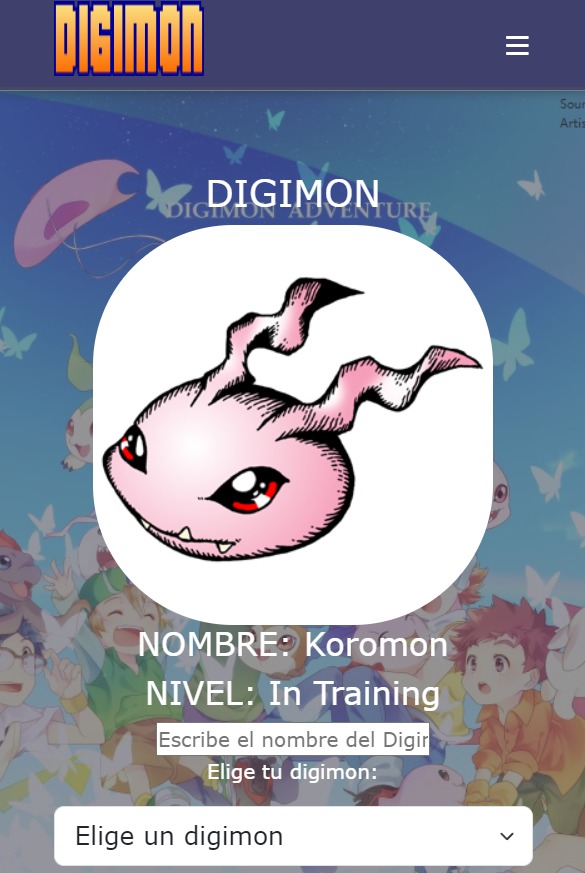 DIGIMON
Sour
Artis
DIGIMON
DIGIMON ADVENTURE
NOMBRE: Koromon
NIVEL: In Training
Escribe el nombre del Digir
Elige tu digimon:
Elige un digimon